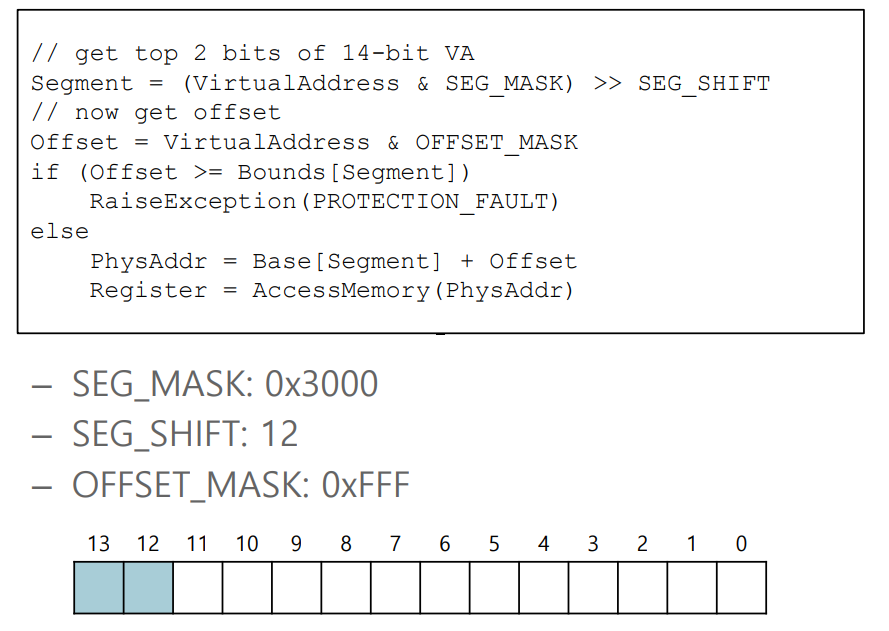 // get top 2 bits of 14-bit VA
Segment = (VirtualAddress & SEG_MASK) >> SEG_SHIFT
// now get offset
Offset = VirtualAddress & OFFSET_MASK
if (Offset >= Bounds[Segment])
    RaiseException(PROTECTION_FAULT)
else
    PhysAddr = Base[Segment] + Offset
    Register = AccessMemory(PhysAddr)
– SEG_MASK: 0x3000
– SEG_SHIFT: 12
– OFFSET_MASK: 0xFFF
13 12 11 10 9 8 7 6 5 4 3 2 1 0